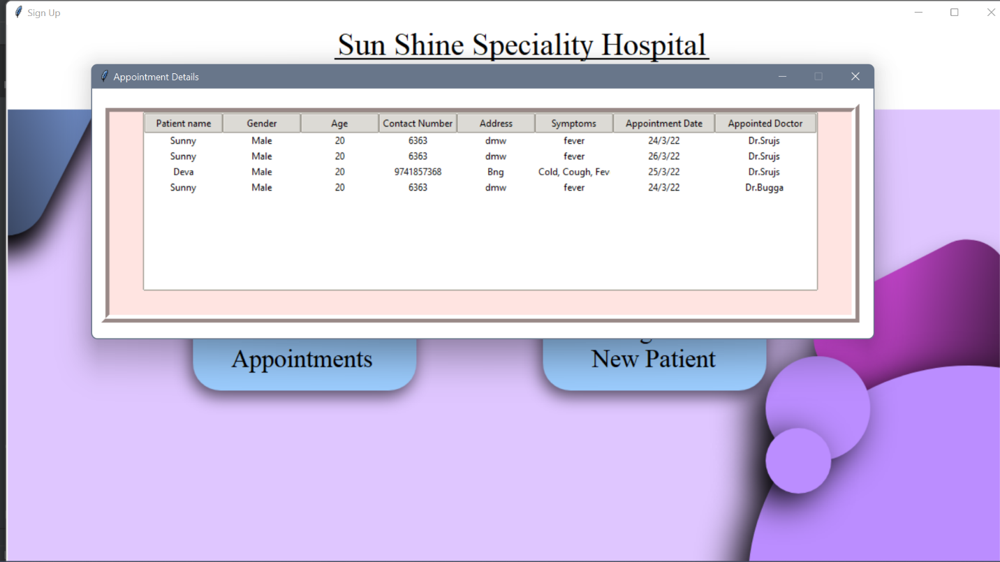 Sign Up
Sun Shine Speciality Hospital
Appointment Details
Patient name Gender Age Contact Number Address Symptoms Appointment Date Appointed Doctor
Sunny Male 20 6363 dmw fever 24/3/22 Dr.Srujs
Sunny Male 20 6363 dmw fever 26/3/22 Dr.Srujs
Deva Male 20 9741857368 Bng Cold, Cough, Fev 25/3/22 Dr.Srujs
Sunny Male 20 6363 dmw fever 24/3/22 Dr.Bugga
Appointments
New Patient